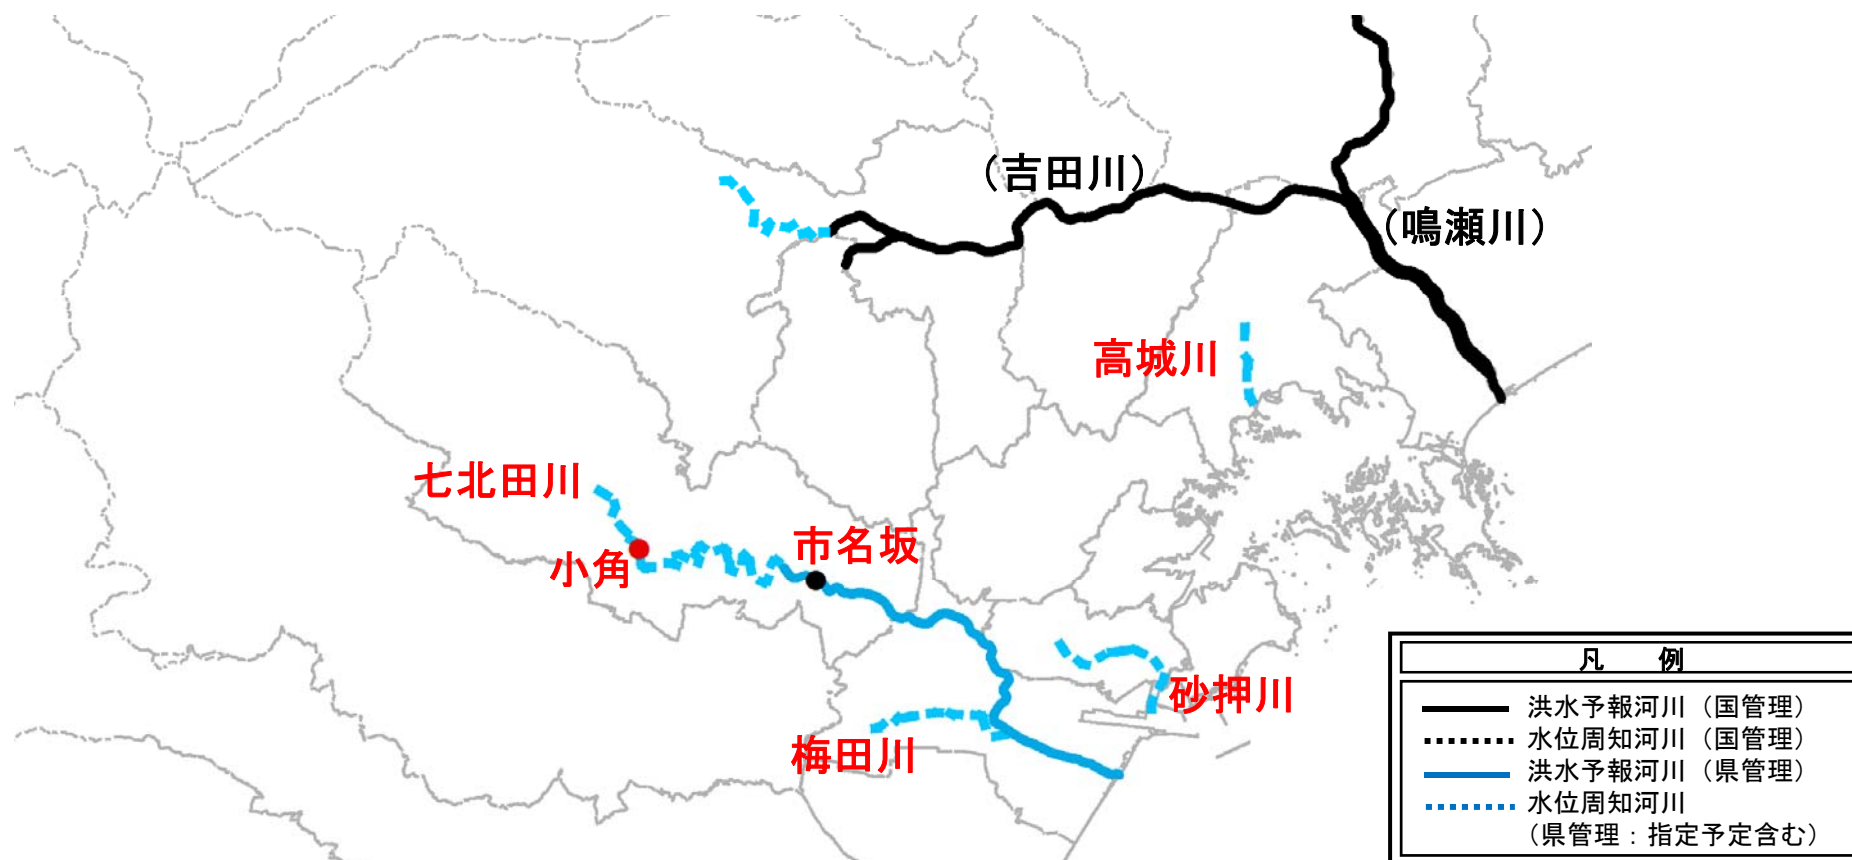 (吉田川)
(鳴瀬川)
高城川
七北田川
市名坂
小角
砂押川
梅田川
凡 例
洪水予報河川(国管理)
水位周知河川(国管理)
洪水予報河川(県管理)
水位周知河川
(県管理:指定予定含む)